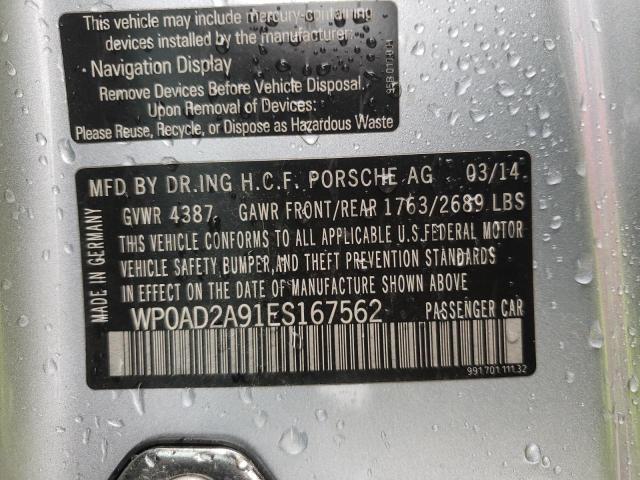 This vehicle may include mercury-containing
devices installed by the manufacturer:
Navigation Display
Remove Devices Before Vehicle Disposal.
Upon Removal of Devices:
Please Reuse, Recycle, or Dispose as Hazardous Waste
MFD BY DR.ING H.C.F. PORSCHE AG 03/14
GVWR 4387 GAWR FRONT/REAR 1763/2689 LBS
THIS VEHICLE CONFORMS TO ALL APPLICABLE U.S.FEDERAL MOTOR
VEHICLE SAFETY BUMPER,AND THEFT PREVENTION STANDARDS
IN EFFECT ON THE DATE OF MANUFACTURE SHOWN ABOVE.
WP0AD2A91ES167562 PASSENGER CAR
991.701.111.32
MADE IN GERMANY